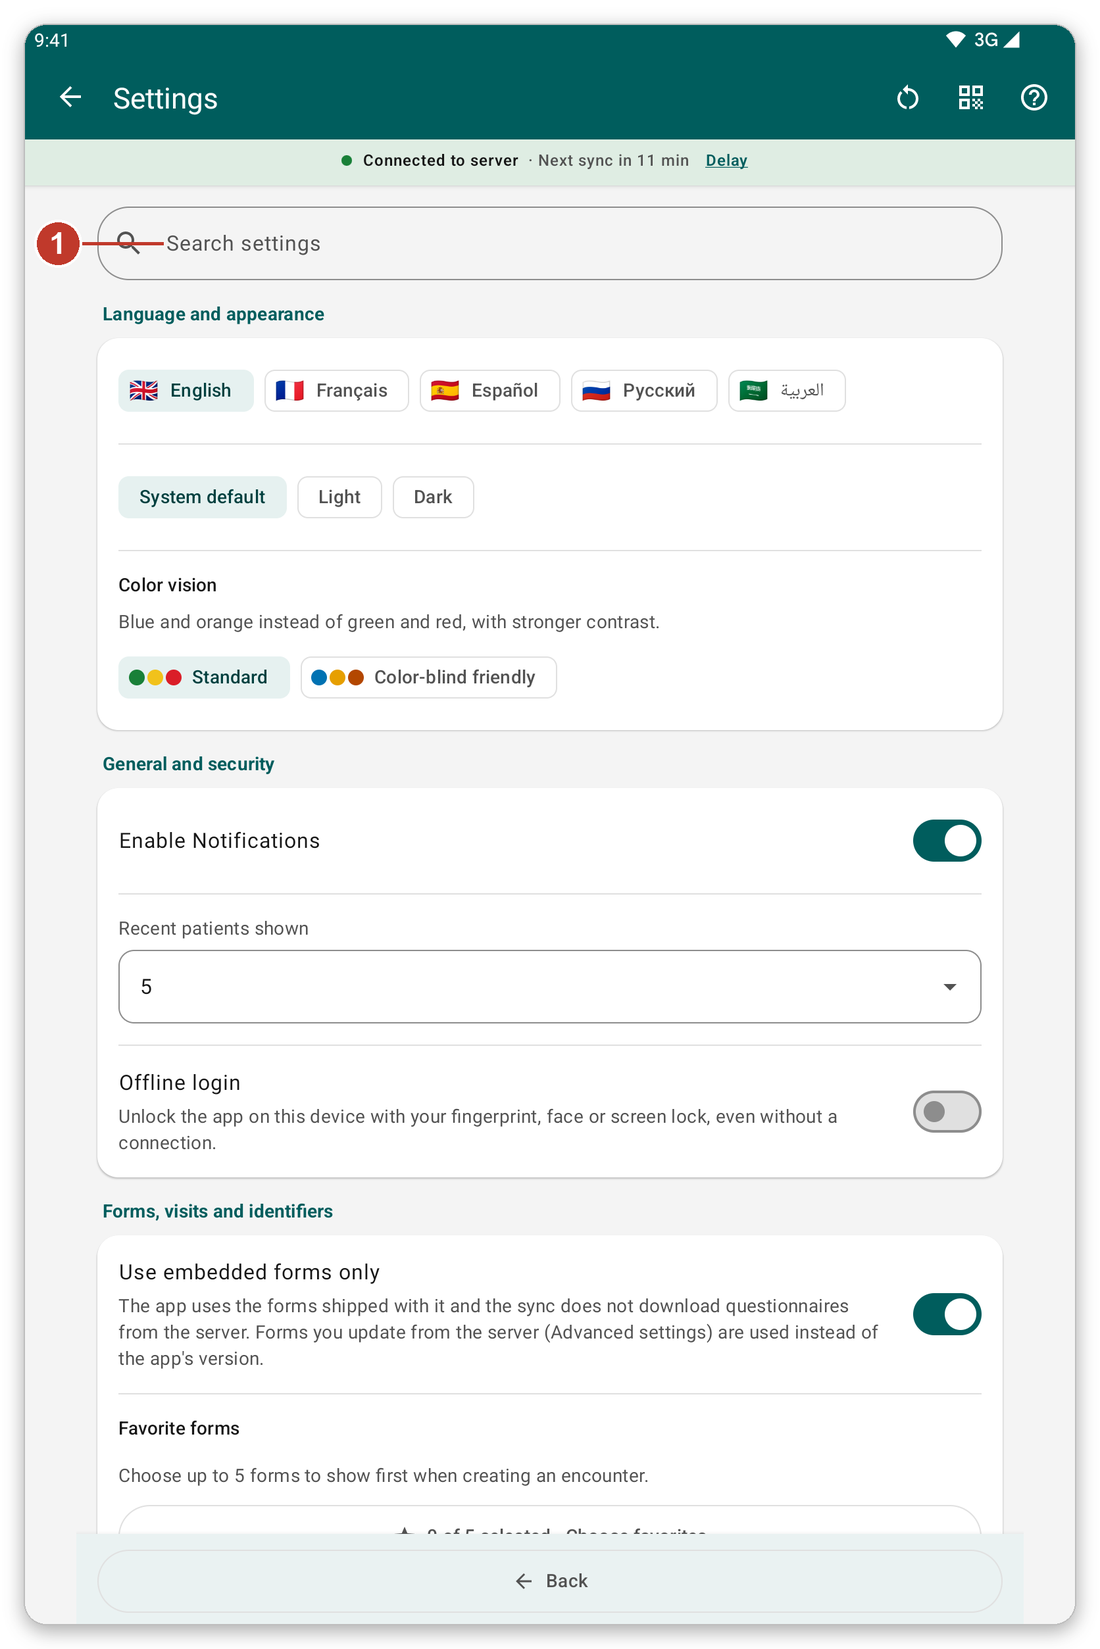 9:41
3G
Settings
Connected to server · Next sync in 11 min Delay
1
Search settings
Language and appearance
English
Français
Español
Русский
العربية
System default
Light
Dark
Color vision
Blue and orange instead of green and red, with stronger contrast.
Standard
Color-blind friendly
General and security
Enable Notifications
Recent patients shown
5
Offline login
Unlock the app on this device with your fingerprint, face or screen lock, even without a
connection.
Forms, visits and identifiers
Use embedded forms only
The app uses the forms shipped with it and the sync does not download questionnaires
from the server. Forms you update from the server (Advanced settings) are used instead of
the app's version.
Favorite forms
Choose up to 5 forms to show first when creating an encounter.
0 of 5 selected · Choose favorites
Back